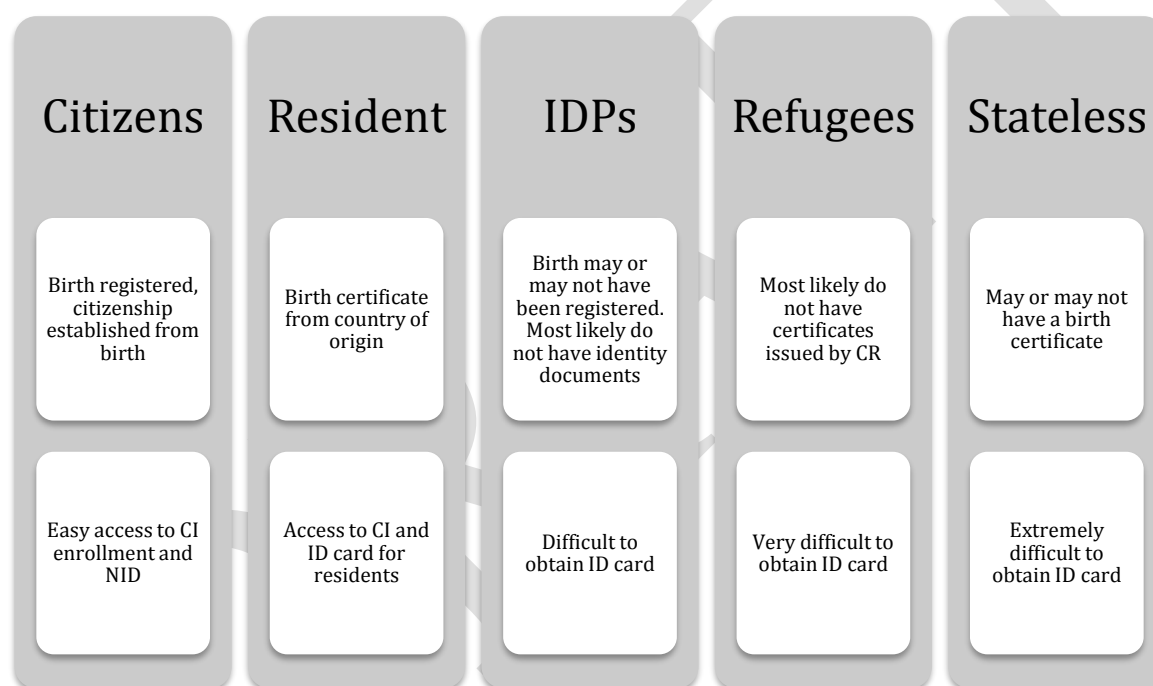 Citizens
Birth registered,
citizenship
established from
birth
Easy access to CI
enrollment and
NID
Resident
Birth certificate
from country of
origin
Access to CI and
ID card for
residents
IDPs
Birth may or
may not have
been registered.
Most likely do
not have identity
documents
Difficult to
obtain ID card
Refugees
Most likely do
not have
certificates
issued by CR
Very difficult to
obtain ID card
Stateless
May or may not
have a birth
certificate
Extremely
difficult to
obtain ID card